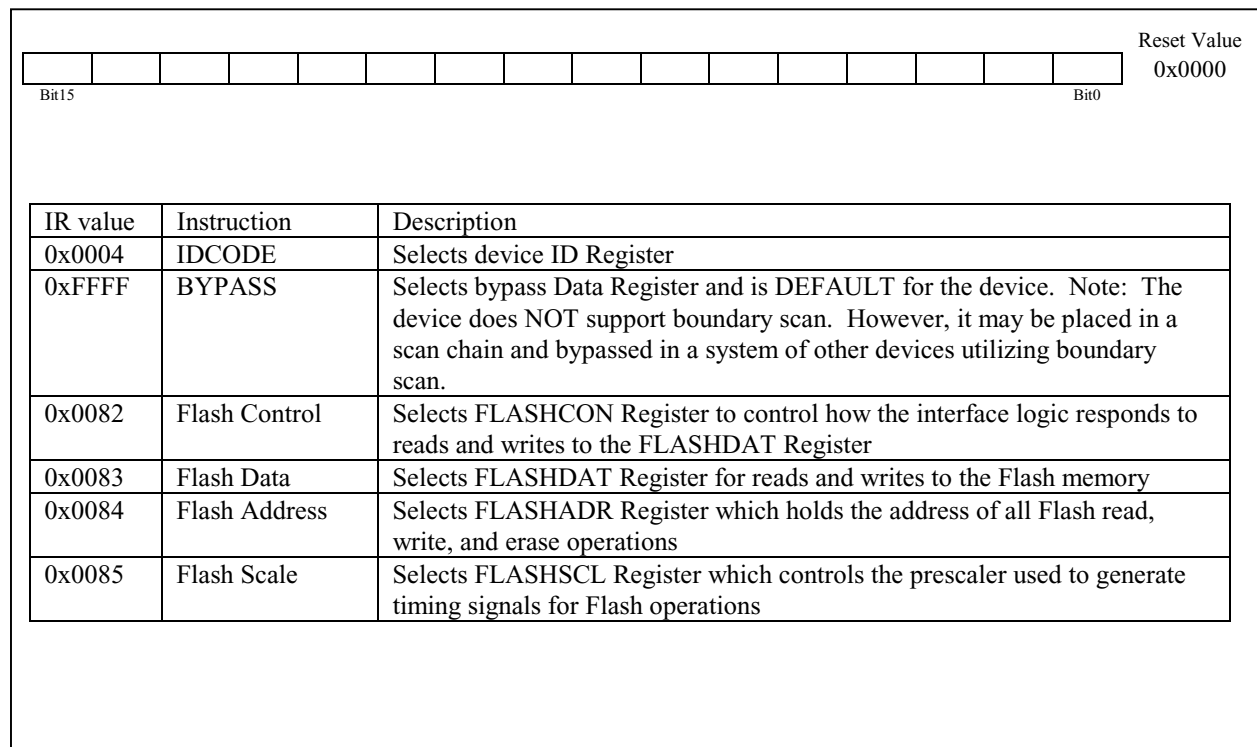 Reset Value
0x0000
Bit15 Bit0
IR value Instruction Description
0x0004 IDCODE Selects device ID Register
0xFFFF BYPASS Selects bypass Data Register and is DEFAULT for the device. Note: The
device does NOT support boundary scan. However, it may be placed in a
scan chain and bypassed in a system of other devices utilizing boundary
scan.
0x0082 Flash Control Selects FLASHCON Register to control how the interface logic responds to
reads and writes to the FLASHDAT Register
0x0083 Flash Data Selects FLASHDAT Register for reads and writes to the Flash memory
0x0084 Flash Address Selects FLASHADR Register which holds the address of all Flash read,
write, and erase operations
0x0085 Flash Scale Selects FLASHSCL Register which controls the prescaler used to generate
timing signals for Flash operations